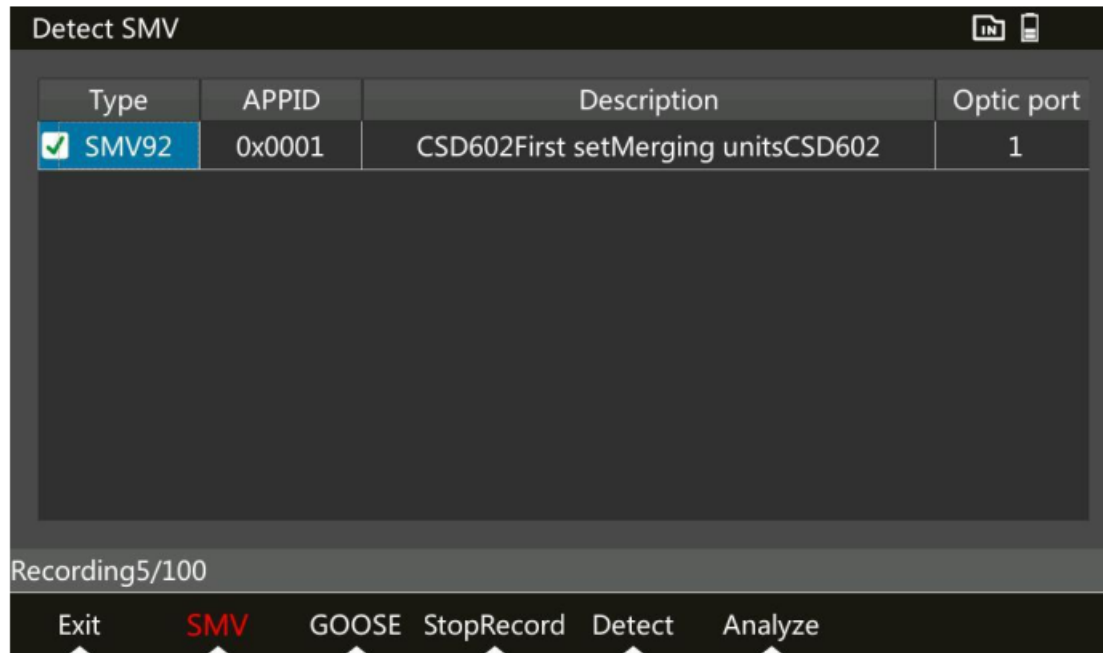 Detect SMV IN
Type APPID Description Optic port
SMV92 0x0001 CSD602First setMerging unitsCSD602 1
Recording5/100
Exit SMV GOOSE StopRecord Detect Analyze